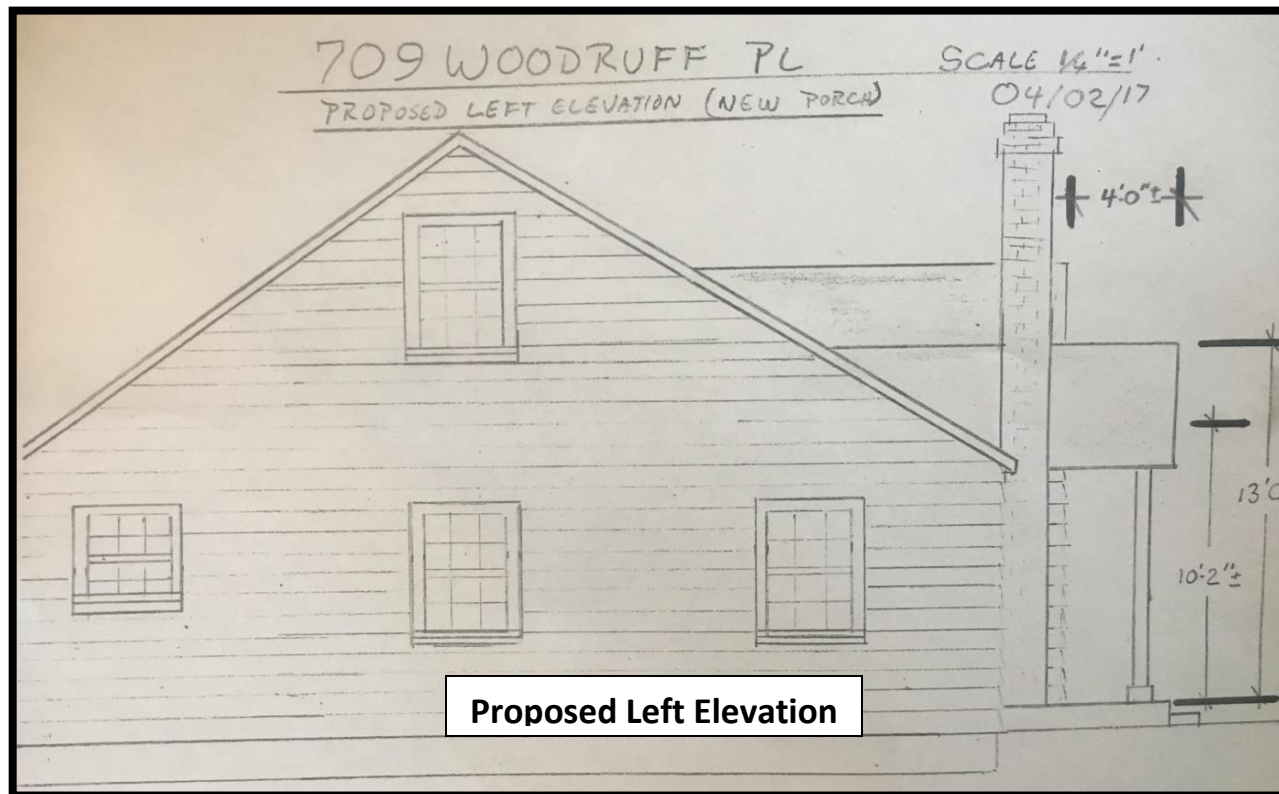 709 WOODRUFF PL
SCALE 1/4"=1'.
PROPOSED LEFT ELEVATION (NEW PORCH)
04/02/17
4'-0"±
13'0
10'-2"±
Proposed Left Elevation